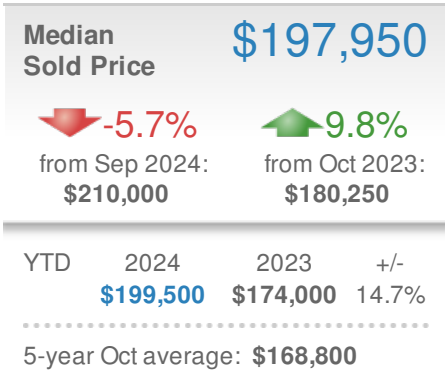 Median
Sold Price
$197,950
-5.7% 9.8%
from Sep 2024: from Oct 2023:
$210,000 $180,250
YTD 2024 2023 +/-
$199,500 $174,000 14.7%
5-year Oct average: $168,800